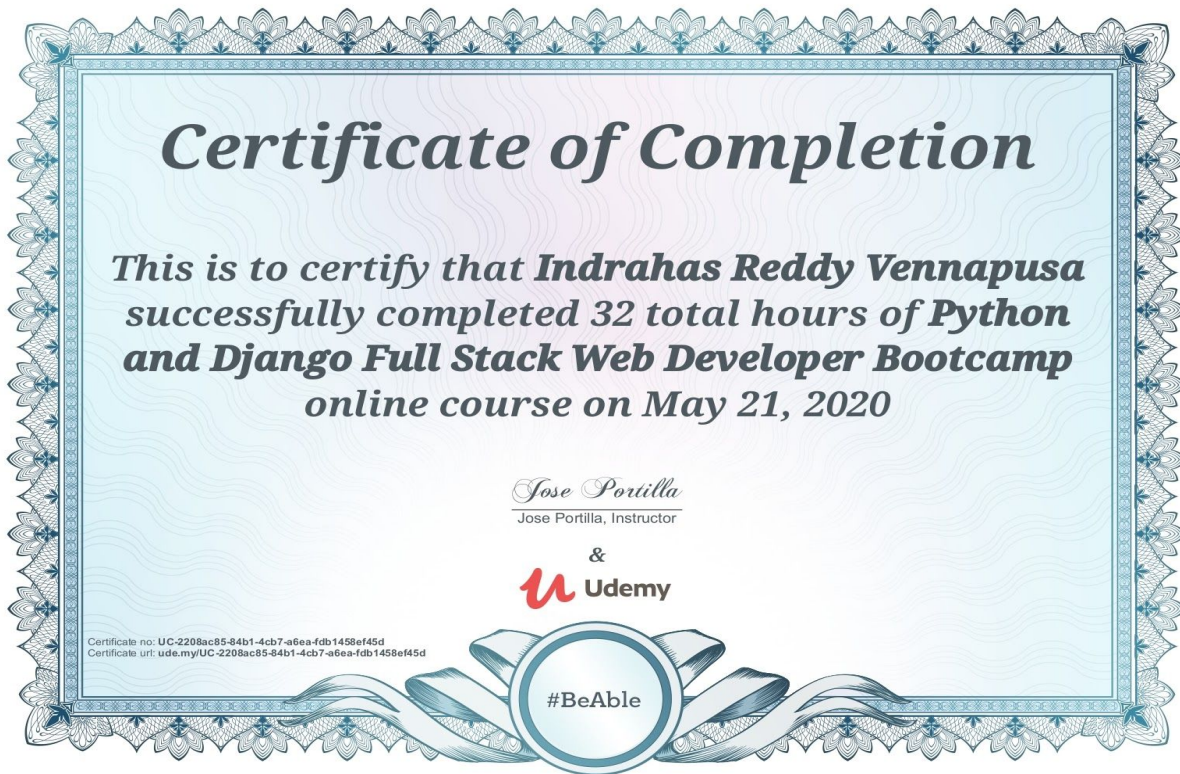 Certificate of Completion
This is to certify that Indrahas Reddy Vennapusa
successfully completed 32 total hours of Python
and Django Full Stack Web Developer Bootcamp
online course on May 21, 2020
Jose Portilla
Jose Portilla, Instructor
&
Udemy
Certificate no: UC-2208ac85-84b1-4cb7-a6ea-fdb1458ef45d
Certificate url: ude.my/UC-2208ac85-84b1-4cb7-a6ea-fdb1458ef45d
#BeAble